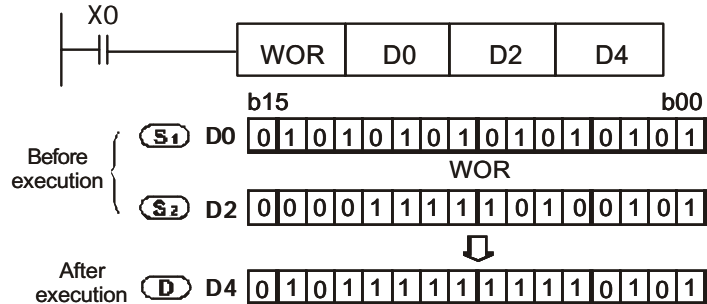 X0
WOR D0 D2 D4
b15 b00
S1 D0 0 1 0 1 0 1 0 1 0 1 0 1 0 1 0 1
Before
execution
WOR
S2 D2 0 0 0 0 1 1 1 1 1 0 1 0 0 1 0 1
After
execution
D D4 0 1 0 1 1 1 1 1 1 1 1 1 0 1 0 1